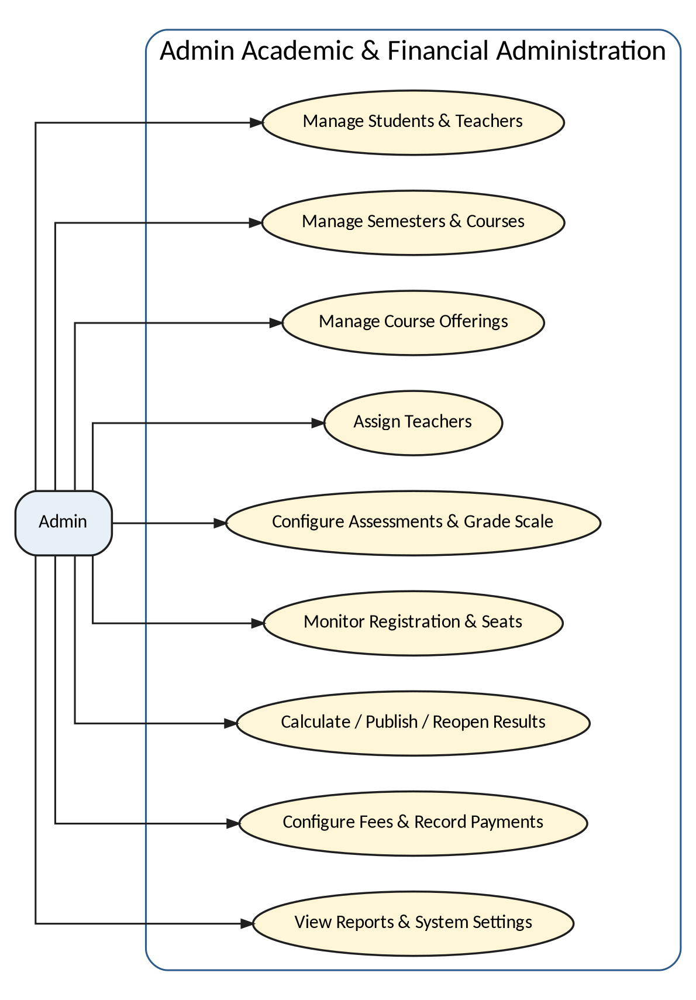 Admin Academic & Financial Administration
Manage Students & Teachers
Manage Semesters & Courses
Manage Course Offerings
Assign Teachers
Admin
Configure Assessments & Grade Scale
Monitor Registration & Seats
Calculate / Publish / Reopen Results
Configure Fees & Record Payments
View Reports & System Settings